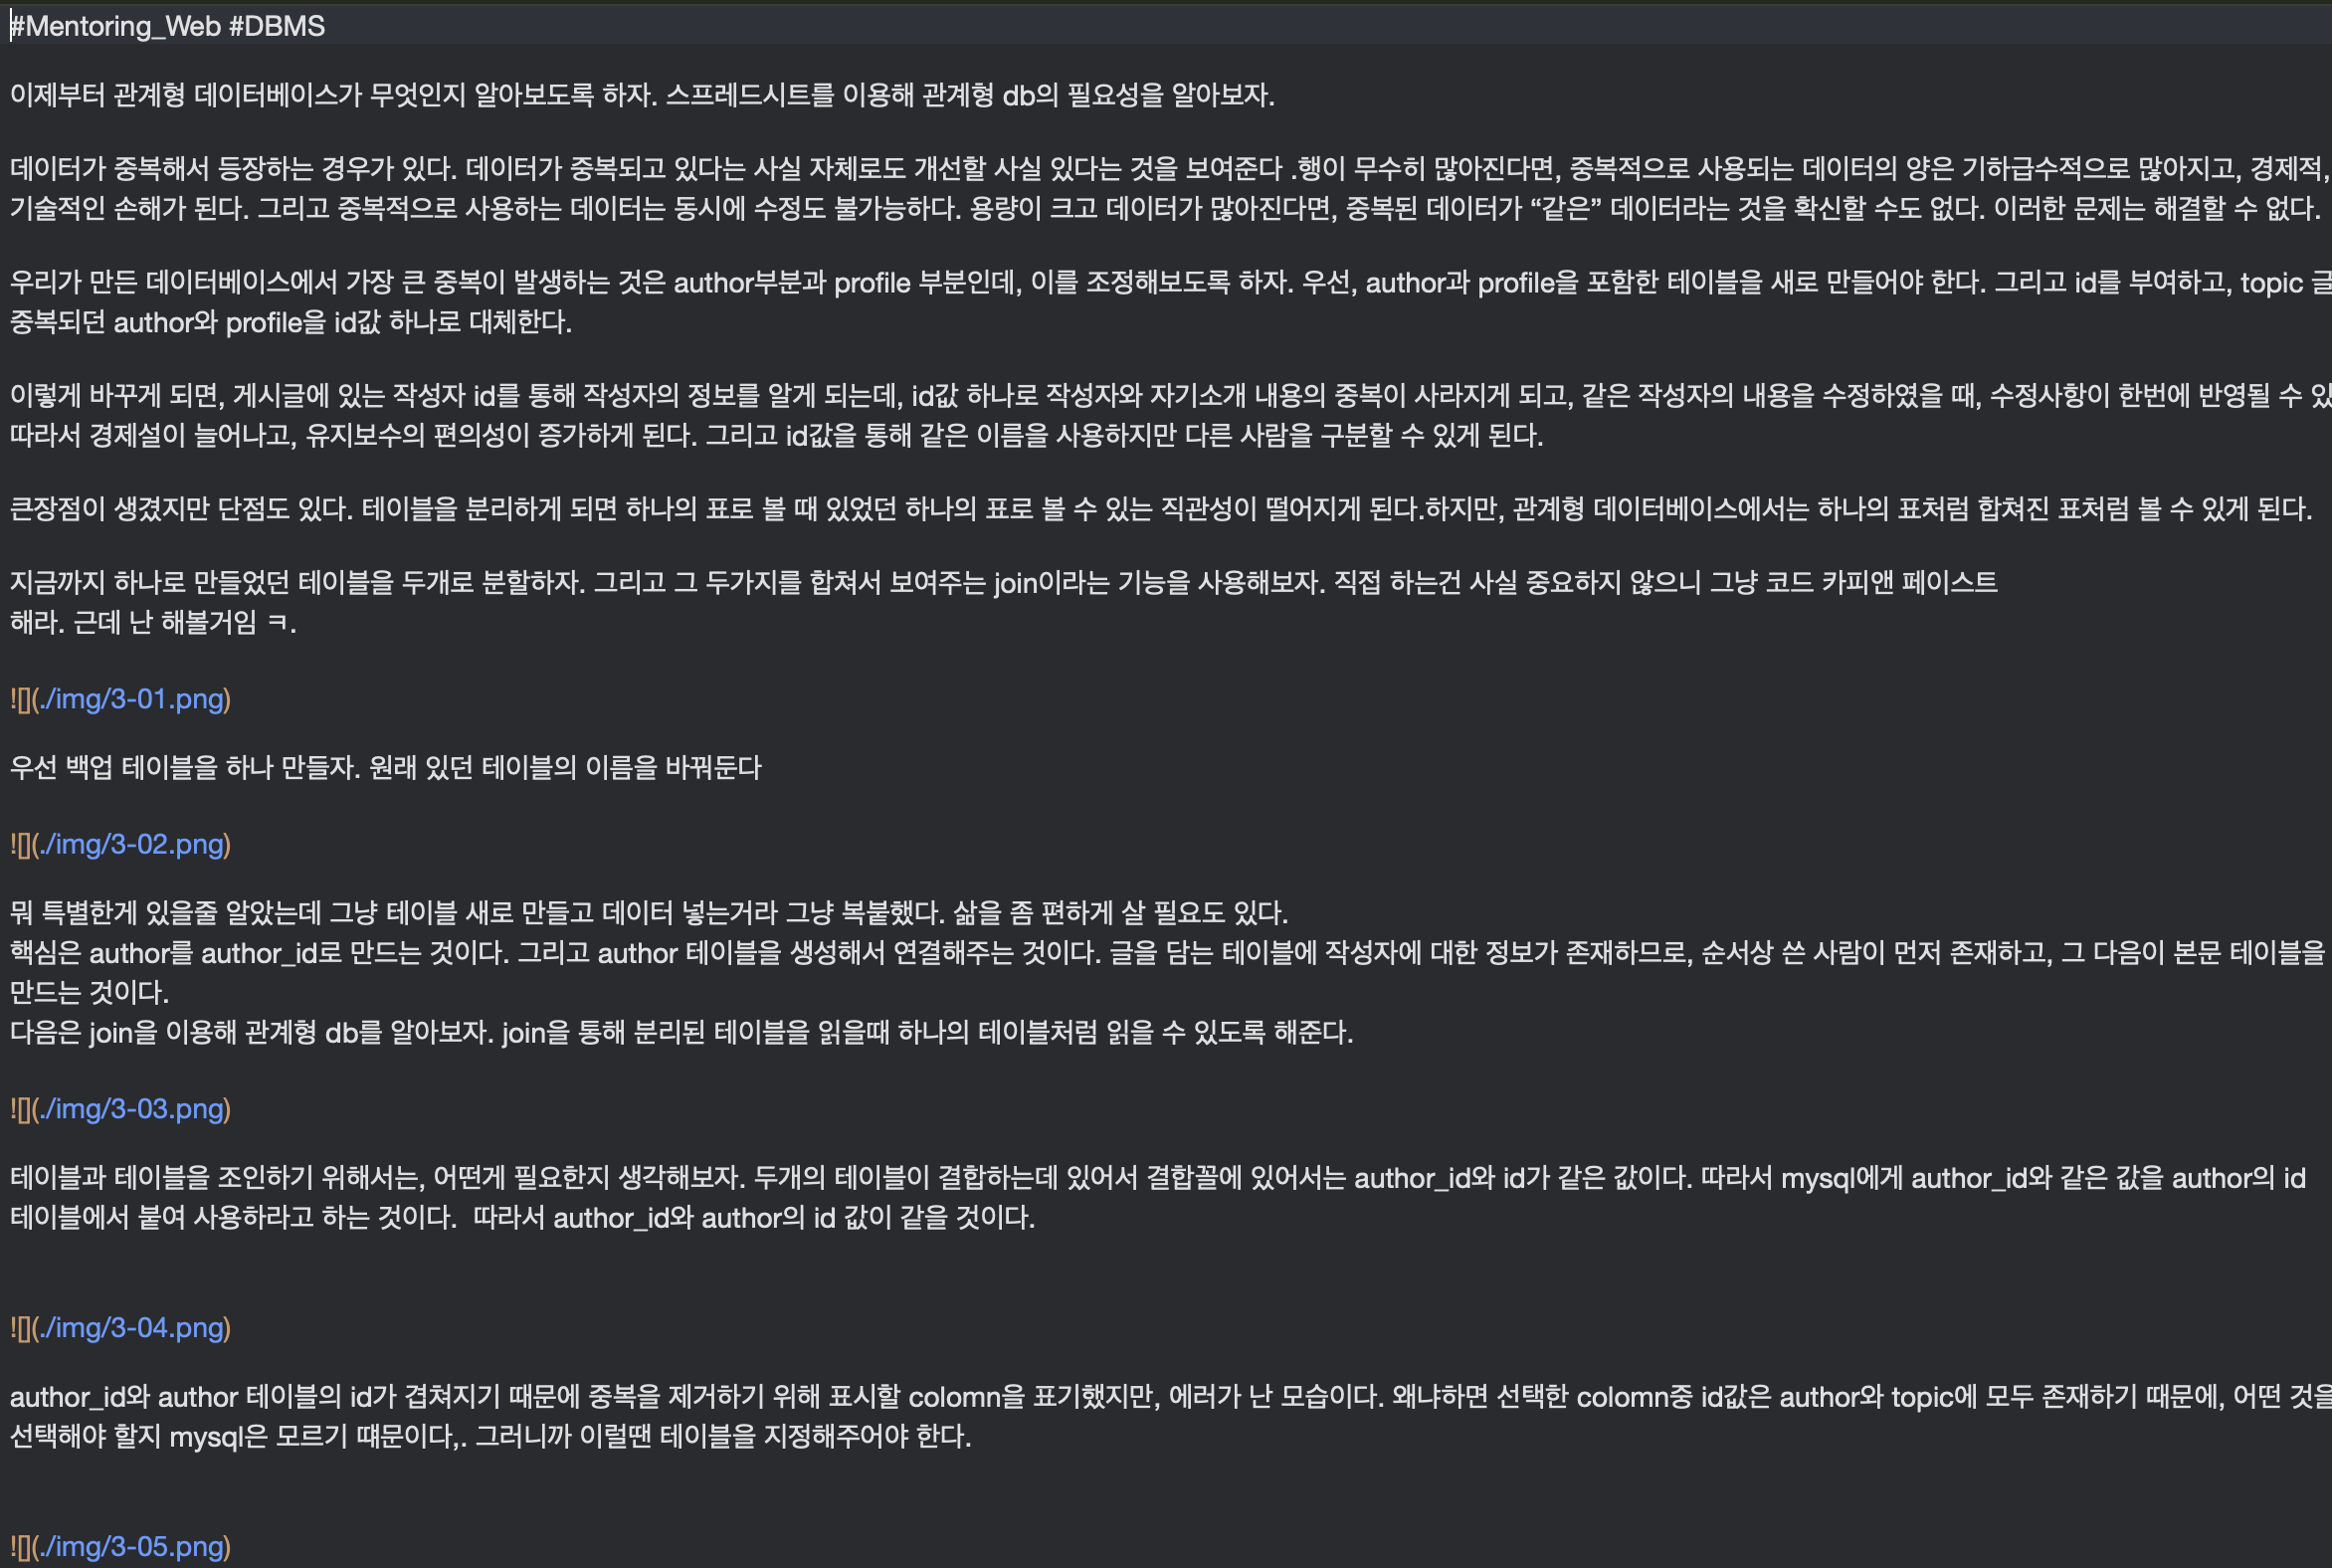 #Mentoring_Web #DBMS
이제부터 관계형 데이터베이스가 무엇인지 알아보도록 하자. 스프레드시트를 이용해 관계형 db의 필요성을 알아보자.
데이터가 중복해서 등장하는 경우가 있다. 데이터가 중복되고 있다는 사실 자체로도 개선할 사실 있다는 것을 보여준다 .행이 무수히 많아진다면, 중복적으로 사용되는 데이터의 양은 기하급수적으로 많아지고, 경제적,
기술적인 손해가 된다. 그리고 중복적으로 사용하는 데이터는 동시에 수정도 불가능하다. 용량이 크고 데이터가 많아진다면, 중복된 데이터가 “같은” 데이터라는 것을 확신할 수도 없다. 이러한 문제는 해결할 수 없다.
우리가 만든 데이터베이스에서 가장 큰 중복이 발생하는 것은 author부분과 profile 부분인데, 이를 조정해보도록 하자. 우선, author과 profile을 포함한 테이블을 새로 만들어야 한다. 그리고 id를 부여하고, topic 글
중복되던 author와 profile을 id값 하나로 대체한다.
이렇게 바꾸게 되면, 게시글에 있는 작성자 id를 통해 작성자의 정보를 알게 되는데, id값 하나로 작성자와 자기소개 내용의 중복이 사라지게 되고, 같은 작성자의 내용을 수정하였을 때, 수정사항이 한번에 반영될 수 있
따라서 경제설이 늘어나고, 유지보수의 편의성이 증가하게 된다. 그리고 id값을 통해 같은 이름을 사용하지만 다른 사람을 구분할 수 있게 된다.
큰장점이 생겼지만 단점도 있다. 테이블을 분리하게 되면 하나의 표로 볼 때 있었던 하나의 표로 볼 수 있는 직관성이 떨어지게 된다.하지만, 관계형 데이터베이스에서는 하나의 표처럼 합쳐진 표처럼 볼 수 있게 된다.
지금까지 하나로 만들었던 테이블을 두개로 분할하자. 그리고 그 두가지를 합쳐서 보여주는 join이라는 기능을 사용해보자. 직접 하는건 사실 중요하지 않으니 그냥 코드 카피앤 페이스트
해라. 근데 난 해볼거임 ㅋ.
![](./img/3-01.png)
우선 백업 테이블을 하나 만들자. 원래 있던 테이블의 이름을 바꿔둔다
![](./img/3-02.png)
뭐 특별한게 있을줄 알았는데 그냥 테이블 새로 만들고 데이터 넣는거라 그냥 복붙했다. 삶을 좀 편하게 살 필요도 있다.
핵심은 author를 author_id로 만드는 것이다. 그리고 author 테이블을 생성해서 연결해주는 것이다. 글을 담는 테이블에 작성자에 대한 정보가 존재하므로, 순서상 쓴 사람이 먼저 존재하고, 그 다음이 본문 테이블을
만드는 것이다.
다음은 join을 이용해 관계형 db를 알아보자. join을 통해 분리된 테이블을 읽을때 하나의 테이블처럼 읽을 수 있도록 해준다.
![](./img/3-03.png)
테이블과 테이블을 조인하기 위해서는, 어떤게 필요한지 생각해보자. 두개의 테이블이 결합하는데 있어서 결합꼴에 있어서는 author_id와 id가 같은 값이다. 따라서 mysql에게 author_id와 같은 값을 author의 id
테이블에서 붙여 사용하라고 하는 것이다.  따라서 author_id와 author의 id 값이 같을 것이다.
![](./img/3-04.png)
author_id와 author 테이블의 id가 겹쳐지기 때문에 중복을 제거하기 위해 표시할 colomn을 표기했지만, 에러가 난 모습이다. 왜냐하면 선택한 colomn중 id값은 author와 topic에 모두 존재하기 때문에, 어떤 것을
선택해야 할지 mysql은 모르기 떄문이다,. 그러니까 이럴땐 테이블을 지정해주어야 한다.
![](./img/3-05.png)